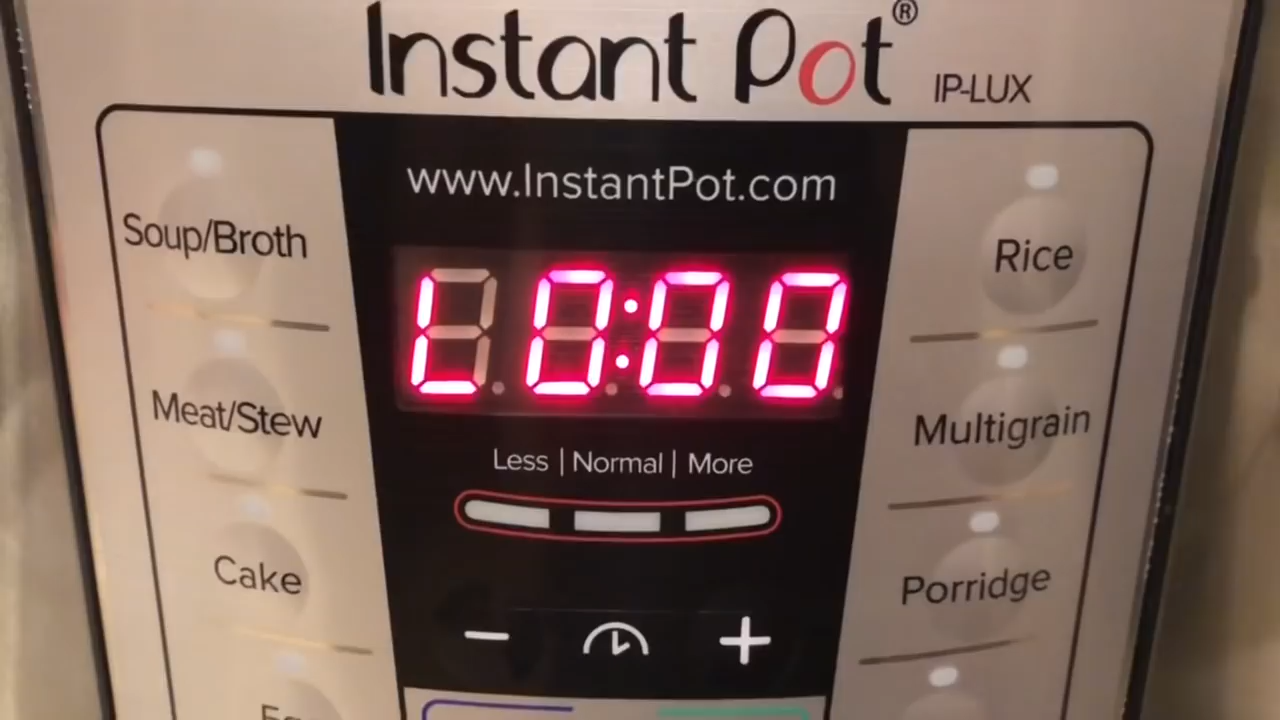 Instant Pot®
IP-LUX
www.InstantPot.com
Soup/Broth
Rice
L0:00
Meat/Stew
Multigrain
Less | Normal | More
Cake
Porridge
− +